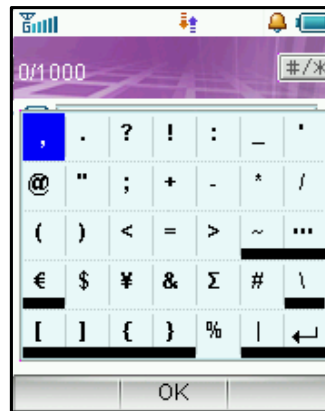 0/1000
#/*
, . ? ! : _ '
@ " ; + - * /
( ) < = > ~ ...
€ $ ¥ & Σ # \
[ ] { } % | ↵
OK